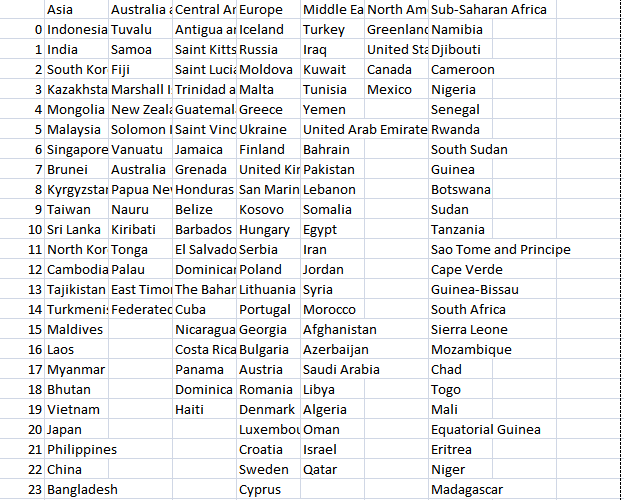 Asia Australia a Central Ar Europe Middle Ea North Am Sub-Saharan Africa
0 Indonesia Tuvalu Antigua ar Iceland Turkey Greenland Namibia
1 India Samoa Saint Kitts Russia Iraq United Sta Djibouti
2 South Kor Fiji Saint Lucia Moldova Kuwait Canada Cameroon
3 Kazakhsta Marshall I Trinidad a Malta Tunisia Mexico Nigeria
4 Mongolia New Zeala Guatemal Greece Yemen Senegal
5 Malaysia Solomon I Saint Vinc Ukraine United Arab Emirate Rwanda
6 Singapore Vanuatu Jamaica Finland Bahrain South Sudan
7 Brunei Australia Grenada United Kin Pakistan Guinea
8 Kyrgyzstan Papua Nev Honduras San Marin Lebanon Botswana
9 Taiwan Nauru Belize Kosovo Somalia Sudan
10 Sri Lanka Kiribati Barbados Hungary Egypt Tanzania
11 North Kor Tonga El Salvado Serbia Iran Sao Tome and Principe
12 Cambodia Palau Dominicar Poland Jordan Cape Verde
13 Tajikistan East Timor The Bahar Lithuania Syria Guinea-Bissau
14 Turkmenis Federated Cuba Portugal Morocco South Africa
15 Maldives Nicaragua Georgia Afghanistan Sierra Leone
16 Laos Costa Rica Bulgaria Azerbaijan Mozambique
17 Myanmar Panama Austria Saudi Arabia Chad
18 Bhutan Dominica Romania Libya Togo
19 Vietnam Haiti Denmark Algeria Mali
20 Japan Luxembou Oman Equatorial Guinea
21 Philippines Croatia Israel Eritrea
22 China Sweden Qatar Niger
23 Bangladesh Cyprus Madagascar